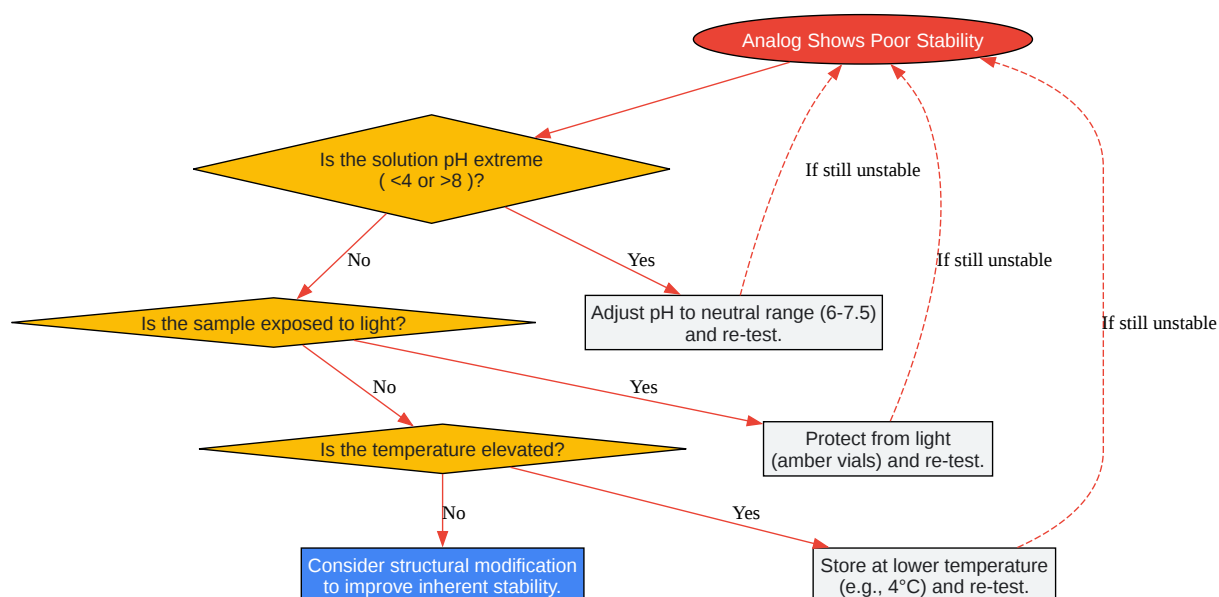 Analog Shows Poor Stability
Is the solution pH extreme
( <4 or >8 )?
If still unstable
No
Yes
If still unstable
Is the sample exposed to light?
Adjust pH to neutral range (6-7.5)
and re-test.
If still unstable
No
Yes
Is the temperature elevated?
Protect from light
(amber vials) and re-test.
No
Yes
Consider structural modification
to improve inherent stability.
Store at lower temperature
(e.g., 4°C) and re-test.